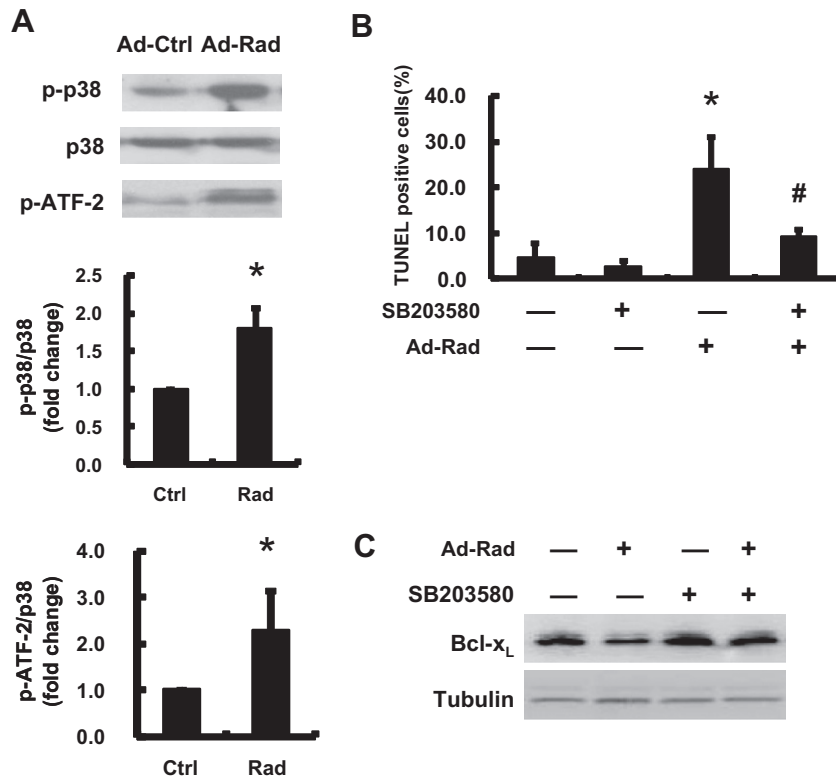 A
Ad-Ctrl Ad-Rad
p-p38
p38
p-ATF-2
p-p38/p38
(fold change)
2.5
2.0
1.5
1.0
0.5
0.0
*
Ctrl Rad
p-ATF-2/p38
(fold change)
4.0
3.0
2.0
1.0
0.0
*
Ctrl Rad
B
TUNEL positive cells(%)
40.0
30.0
20.0
10.0
0.0
*
#
SB203580 — + — +
Ad-Rad — — + +
C
Ad-Rad — + — +
SB203580 — — + +
Bcl-xL
Tubulin